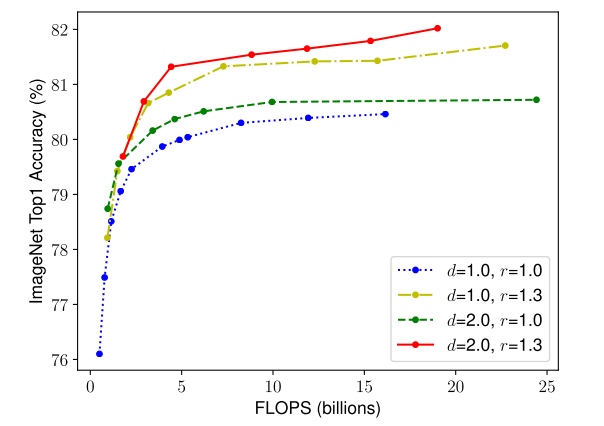 82
81
80
79
78
77
76
ImageNet Top1 Accuracy (%)
0 5 10 15 20 25
FLOPS (billions)
d=1.0, r=1.0
d=1.0, r=1.3
d=2.0, r=1.0
d=2.0, r=1.3